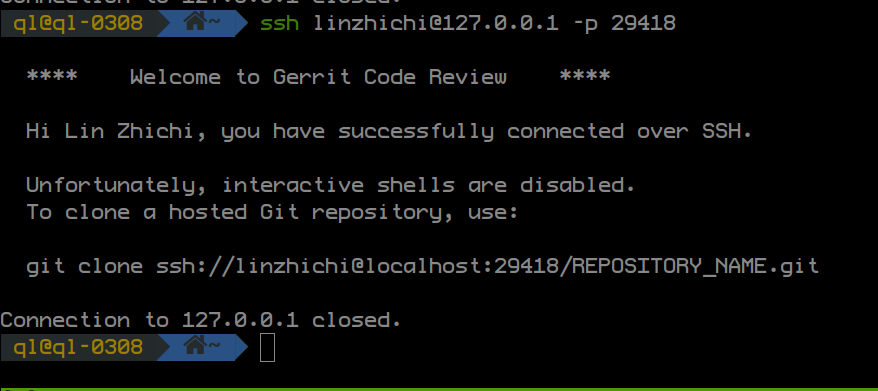 Connection to 127.0.0.1 closed.
ql@ql-0308 ~ ssh linzhichi@127.0.0.1 -p 29418
**** Welcome to Gerrit Code Review ****
Hi Lin Zhichi, you have successfully connected over SSH.
Unfortunately, interactive shells are disabled.
To clone a hosted Git repository, use:
git clone ssh://linzhichi@localhost:29418/REPOSITORY_NAME.git
Connection to 127.0.0.1 closed.
ql@ql-0308 ~